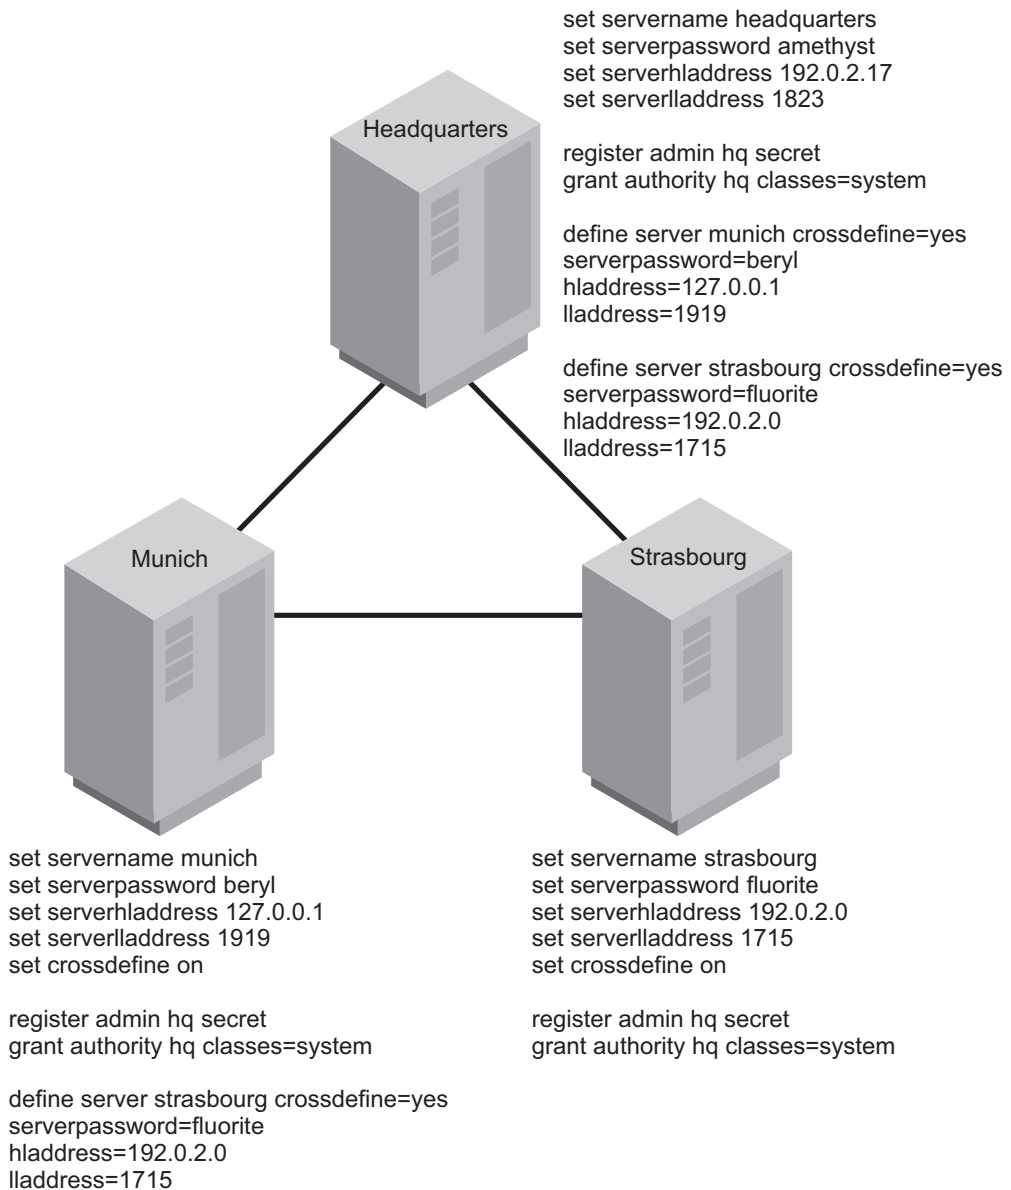 set servername headquarters
set serverpassword amethyst
set serverhladdress 192.0.2.17
set serverlladdress 1823
Headquarters
register admin hq secret
grant authority hq classes=system
define server munich crossdefine=yes
serverpassword=beryl
hladdress=127.0.0.1
lladdress=1919
define server strasbourg crossdefine=yes
serverpassword=fluorite
hladdress=192.0.2.0
lladdress=1715
Munich
Strasbourg
set servername munich
set serverpassword beryl
set serverhladdress 127.0.0.1
set serverlladdress 1919
set crossdefine on
register admin hq secret
grant authority hq classes=system
define server strasbourg crossdefine=yes
serverpassword=fluorite
hladdress=192.0.2.0
lladdress=1715
set servername strasbourg
set serverpassword fluorite
set serverhladdress 192.0.2.0
set serverlladdress 1715
set crossdefine on
register admin hq secret
grant authority hq classes=system